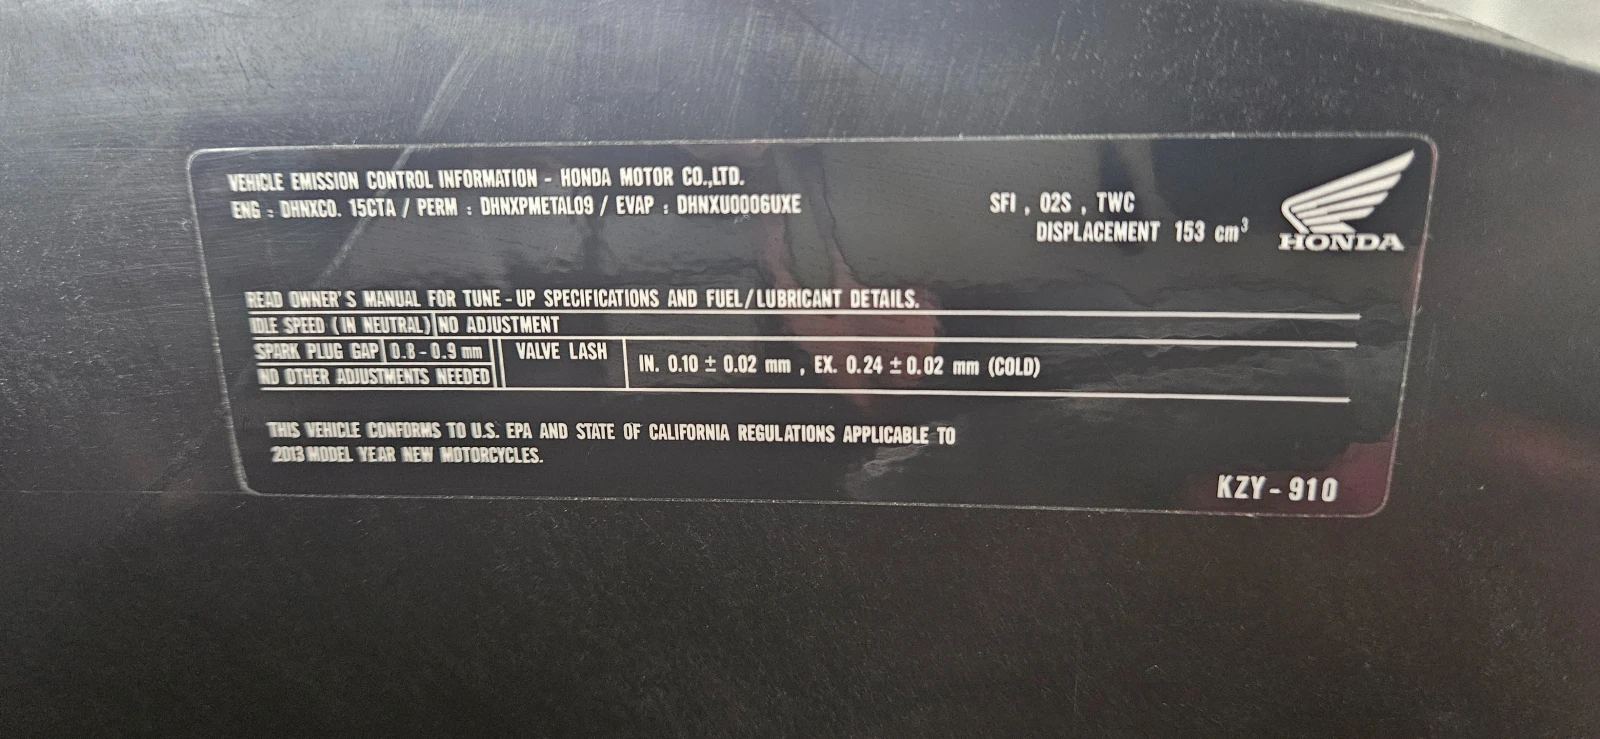 VEHICLE EMISSION CONTROL INFORMATION - HONDA MOTOR CO.,LTD.
ENG : DHNXC0. 15CTA / PERM : DHNXPMETAL09 / EVAP : DHNXU0006UXE
SFI , O2S , TWC
DISPLACEMENT 153 cm³
HONDA
READ OWNER'S MANUAL FOR TUNE-UP SPECIFICATIONS AND FUEL/LUBRICANT DETAILS.
IDLE SPEED (IN NEUTRAL) NO ADJUSTMENT
SPARK PLUG GAP 0.8-0.9 mm
NO OTHER ADJUSTMENTS NEEDED
VALVE LASH
IN. 0.10 ± 0.02 mm , EX. 0.24 ± 0.02 mm (COLD)
THIS VEHICLE CONFORMS TO U.S. EPA AND STATE OF CALIFORNIA REGULATIONS APPLICABLE TO
2013 MODEL YEAR NEW MOTORCYCLES.
KZY-910